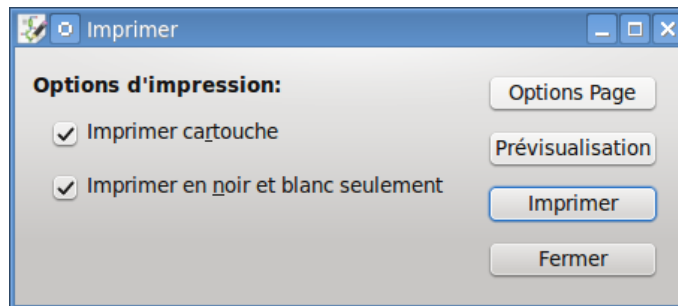 Imprimer
Options d'impression:
Imprimer cartouche
Imprimer en noir et blanc seulement
Options Page
Prévisualisation
Imprimer
Fermer